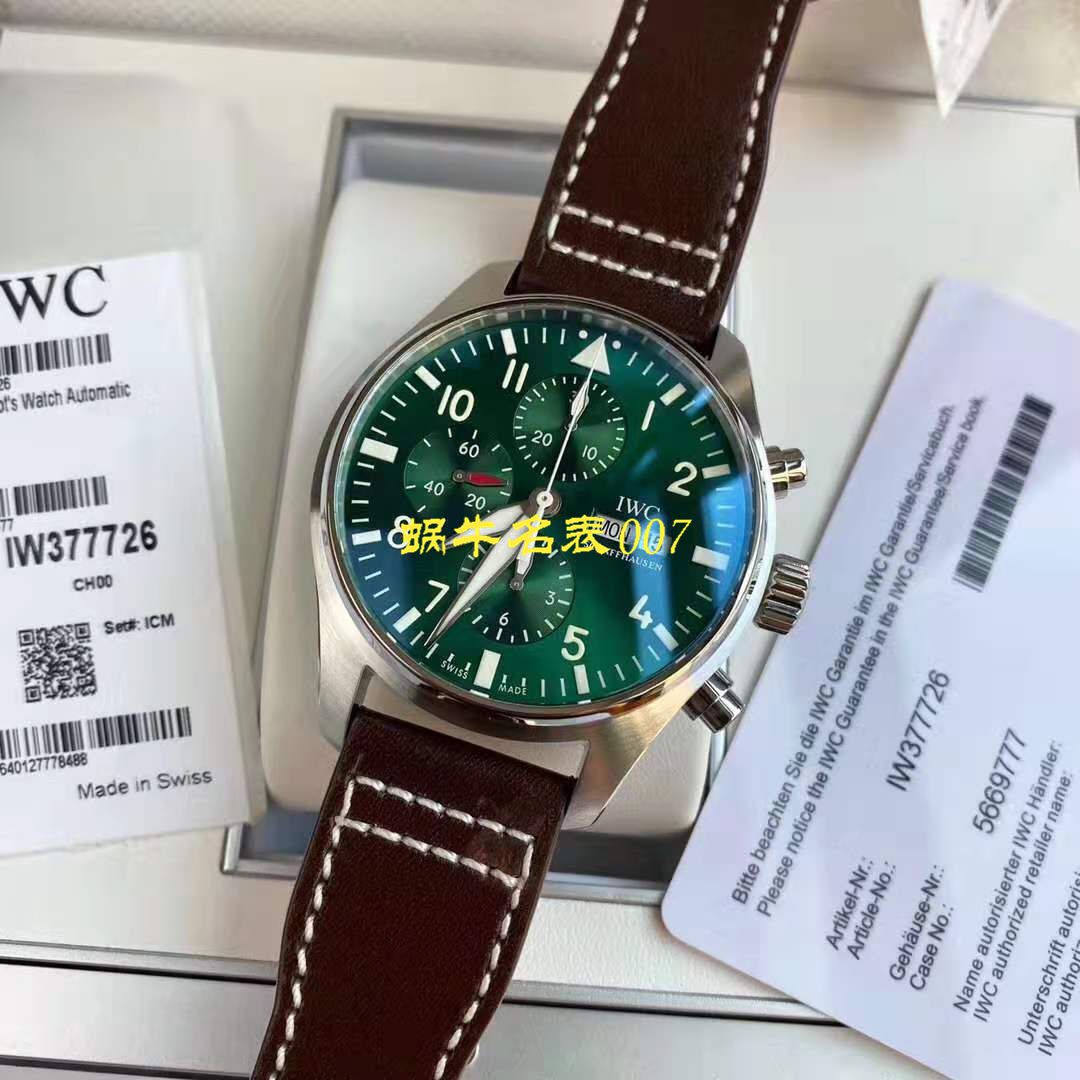 IWC
26
ot's Watch Automatic
77
IW377726
CH00
Set#: ICM
640127778488
Made in Swiss
60
20
40
20
10
6
3
11
10
8
7
5
4
2
1
IWC
MON
SCHAFFHAUSEN
SWISS
MADE
蜗牛名表007
Bitte beachten Sie die IWC Garantie im IWC Garantie/Servicebuch.
Please notice the IWC Guarantee in the IWC Guarantee/Service book.
Artikel-Nr.:
Article-No.:
IW377726
Gehäuse-Nr.:
Case No.:
5669777
Name autorisierter IWC Händler:
IWC authorized retailer name:
Unterschrift autoris
IWC authorize